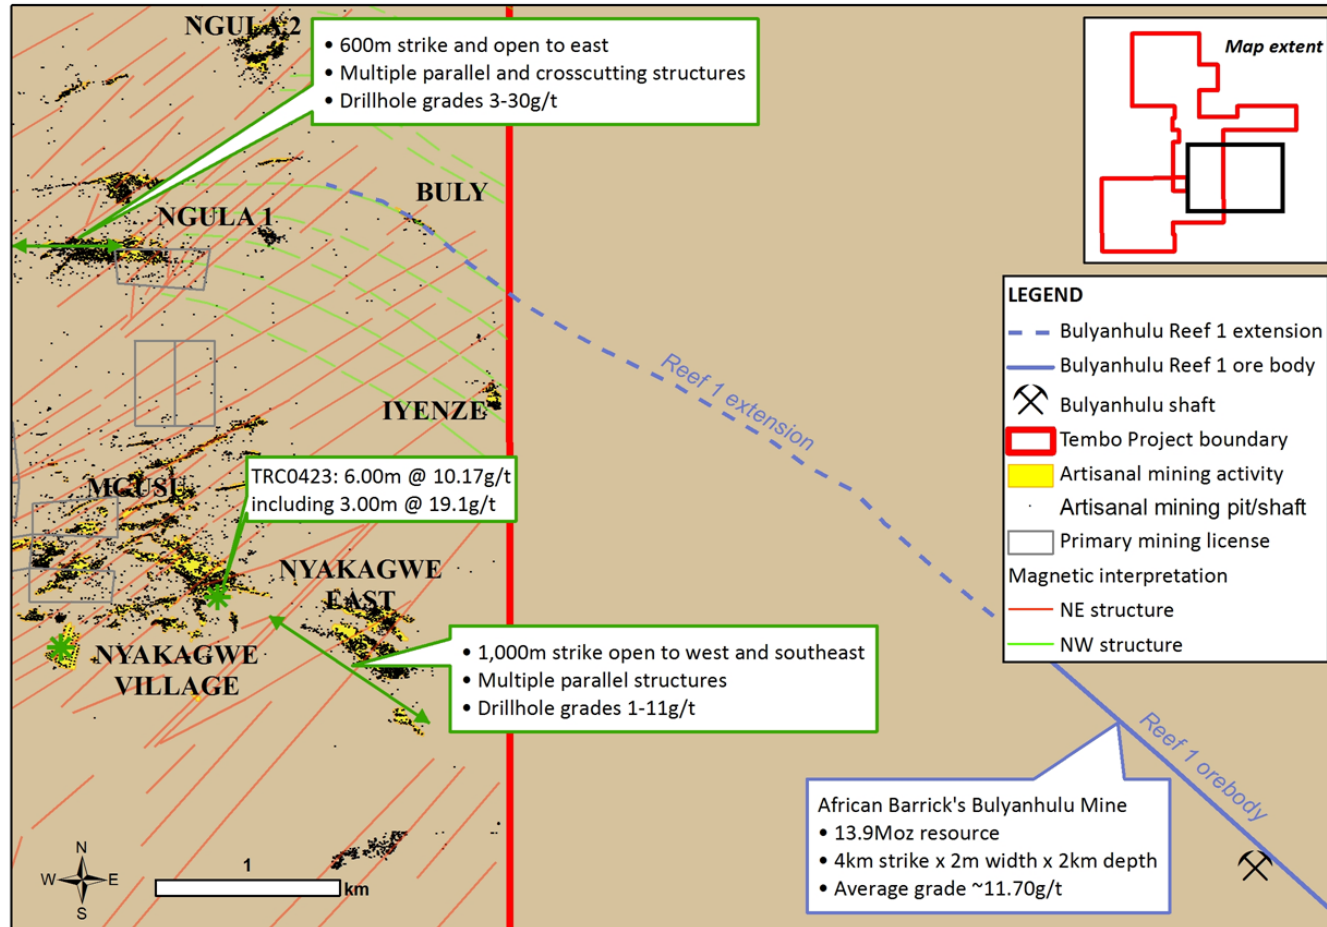 NGULA 2
• 600m strike and open to east
• Multiple parallel and crosscutting structures
• Drillhole grades 3-30g/t
Map extent
BULY
NGULA 1
LEGEND
Bulyanhulu Reef 1 extension
Bulyanhulu Reef 1 ore body
Bulyanhulu shaft
Tembo Project boundary
Artisanal mining activity
Artisanal mining pit/shaft
Primary mining license
Magnetic interpretation
NE structure
NW structure
Reef 1 extension
IYENZE
MGUSU
TRC0423: 6.00m @ 10.17g/t
including 3.00m @ 19.1g/t
NYAKAGWE
EAST
NYAKAGWE
VILLAGE
• 1,000m strike open to west and southeast
• Multiple parallel structures
• Drillhole grades 1-11g/t
Reef 1 orebody
African Barrick's Bulyanhulu Mine
• 13.9Moz resource
• 4km strike x 2m width x 2km depth
• Average grade ~11.70g/t
N
W E
S
1
km